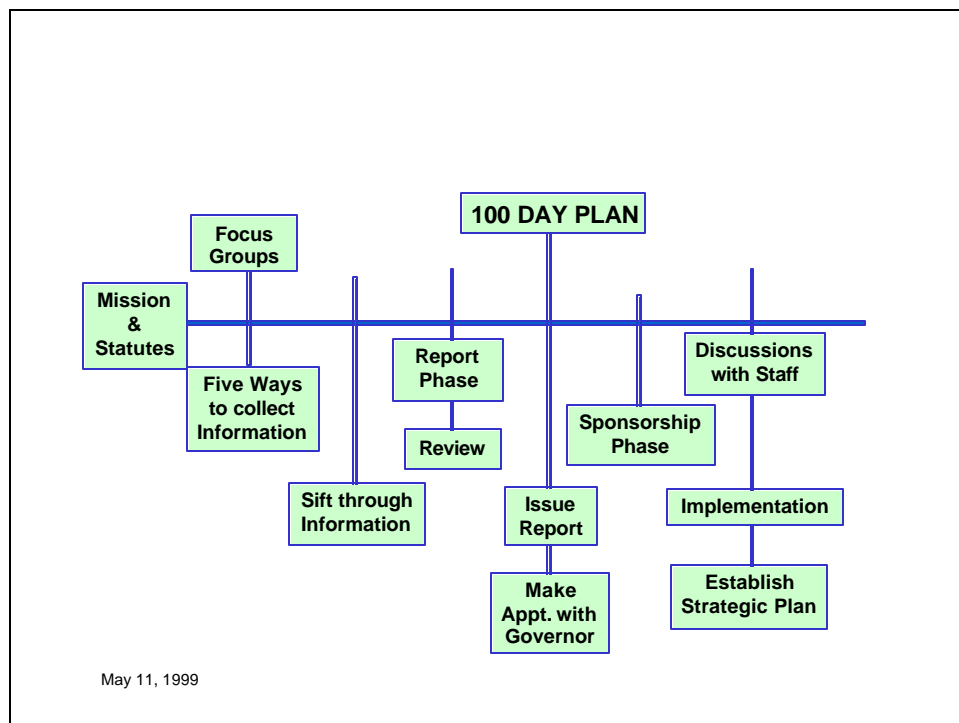 100 DAY PLAN
Focus
Groups
Mission
&
Statutes
Five Ways
to collect
Information
Sift through
Information
Report
Phase
Review
Issue
Report
Make
Appt. with
Governor
Sponsorship
Phase
Discussions
with Staff
Implementation
Establish
Strategic Plan
May 11, 1999